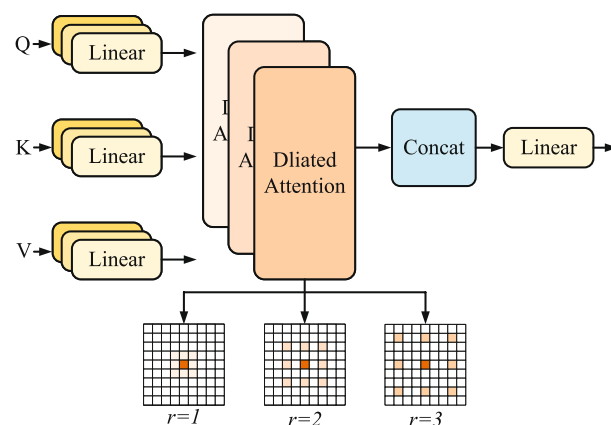 Q
Linear
K
Linear
V
Linear
D
A
D
A
Dliated
Attention
Concat
Linear
r=1
r=2
r=3